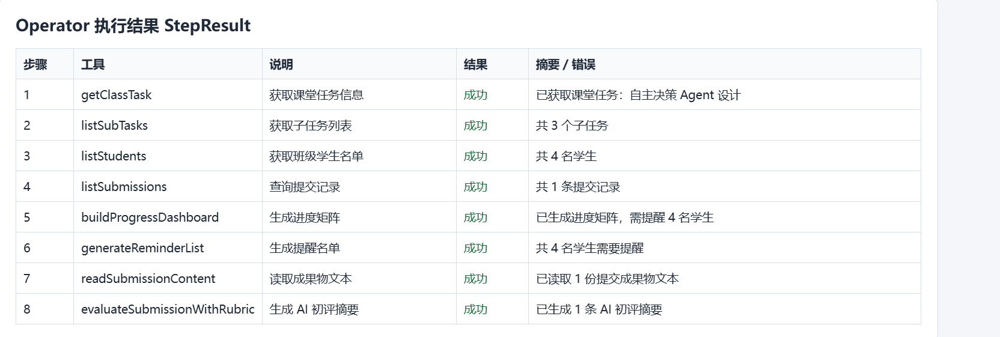 Operator 执行结果 StepResult
步骤 工具 说明 结果 摘要 / 错误
1 getClassTask 获取课堂任务信息 成功 已获取课堂任务：自主决策 Agent 设计
2 listSubTasks 获取子任务列表 成功 共 3 个子任务
3 listStudents 获取班级学生名单 成功 共 4 名学生
4 listSubmissions 查询提交记录 成功 共 1 条提交记录
5 buildProgressDashboard 生成进度矩阵 成功 已生成进度矩阵，需提醒 4 名学生
6 generateReminderList 生成提醒名单 成功 共 4 名学生需要提醒
7 readSubmissionContent 读取成果物文本 成功 已读取 1 份提交成果物文本
8 evaluateSubmissionWithRubric 生成 AI 初评摘要 成功 已生成 1 条 AI 初评摘要